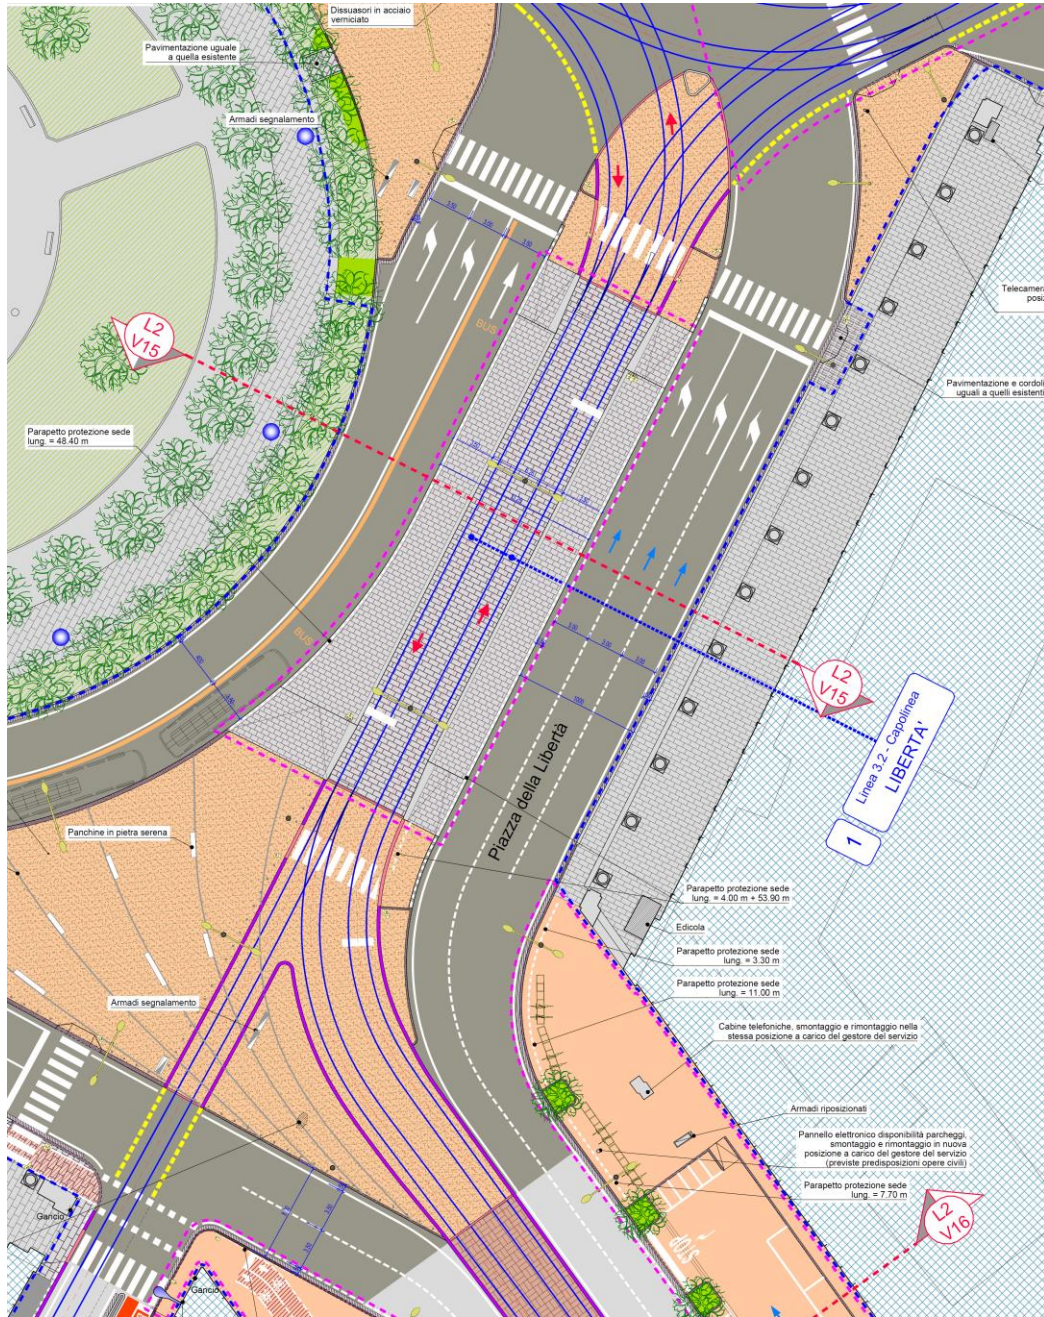 Dissuasori in acciaio
verniciato
Pavimentazione uguale
a quella esistente
Armadi segnalamento
Telecamera
posiz
L2
V15
BUS
Pavimentazione e cordoli
uguali a quelli esistenti
Parapetto protezione sede
lung. = 48.40 m
BUS
L2
V15
Linea 3.2 - Capolinea
LIBERTA'
1
Piazza della Libertà
Panchine in pietra serena
Parapetto protezione sede
lung. = 4.00 m + 53.90 m
Edicola
Parapetto protezione sede
lung. = 3.30 m
Parapetto protezione sede
lung. = 11.00 m
Armadi segnalamento
Cabine telefoniche, smontaggio e rimontaggio nella
stessa posizione a carico del gestore del servizio
Armadi riposizionati
Pannello elettronico disponibilità parcheggi,
smontaggio e rimontaggio in nuova
posizione a carico del gestore del servizio
(previste predisposizioni opere civili)
Parapetto protezione sede
lung. = 7.70 m
L2
V16
Gancio
Gancio